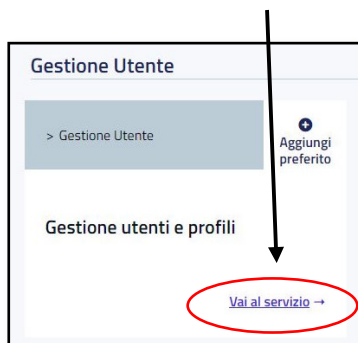 Gestione Utente
> Gestione Utente
Aggiungi
preferito
Gestione utenti e profili
Vai al servizio →